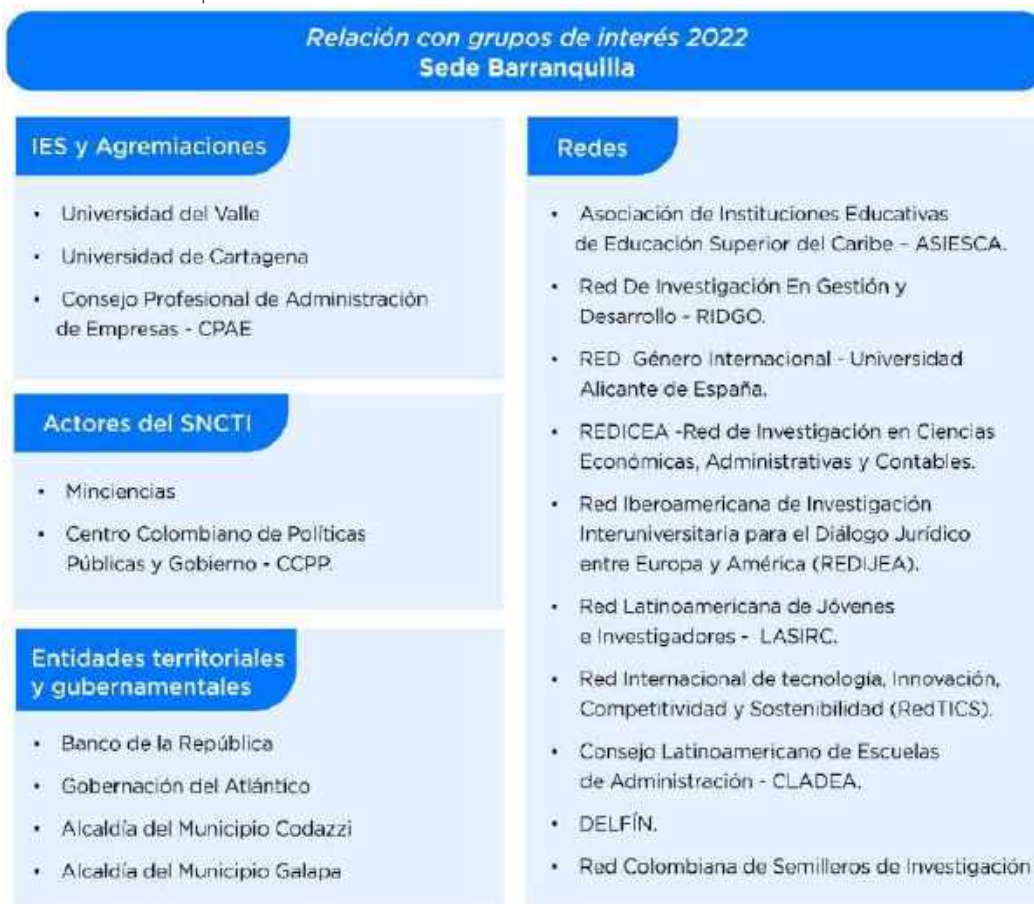 Relación con grupos de interés 2022
Sede Barranquilla
IES y Agremiaciones
• Universidad del Valle
• Universidad de Cartagena
• Consejo Profesional de Administración
de Empresas - CPAE
Actores del SNCTI
• Minciencias
• Centro Colombiano de Políticas
Públicas y Gobierno - CCPP.
Entidades territoriales
y gubernamentales
• Banco de la República
• Gobernación del Atlántico
• Alcaldía del Municipio Codazzi
• Alcaldía del Municipio Galapa
Redes
• Asociación de Instituciones Educativas
de Educación Superior del Caribe - ASIESCA.
• Red De Investigación En Gestión y
Desarrollo - RIDGO.
• RED Género Internacional - Universidad
Alicante de España.
• REDICEA -Red de Investigación en Ciencias
Económicas, Administrativas y Contables.
• Red Iberoamericana de Investigación
Interuniversitaria para el Diálogo Jurídico
entre Europa y América (REDIJEA).
• Red Latinoamericana de Jóvenes
e Investigadores - LASIRC.
• Red Internacional de tecnología, Innovación,
Competitividad y Sostenibilidad (RedTICS).
• Consejo Latinoamericano de Escuelas
de Administración - CLADEA.
• DELFÍN.
• Red Colombiana de Semilleros de Investigación